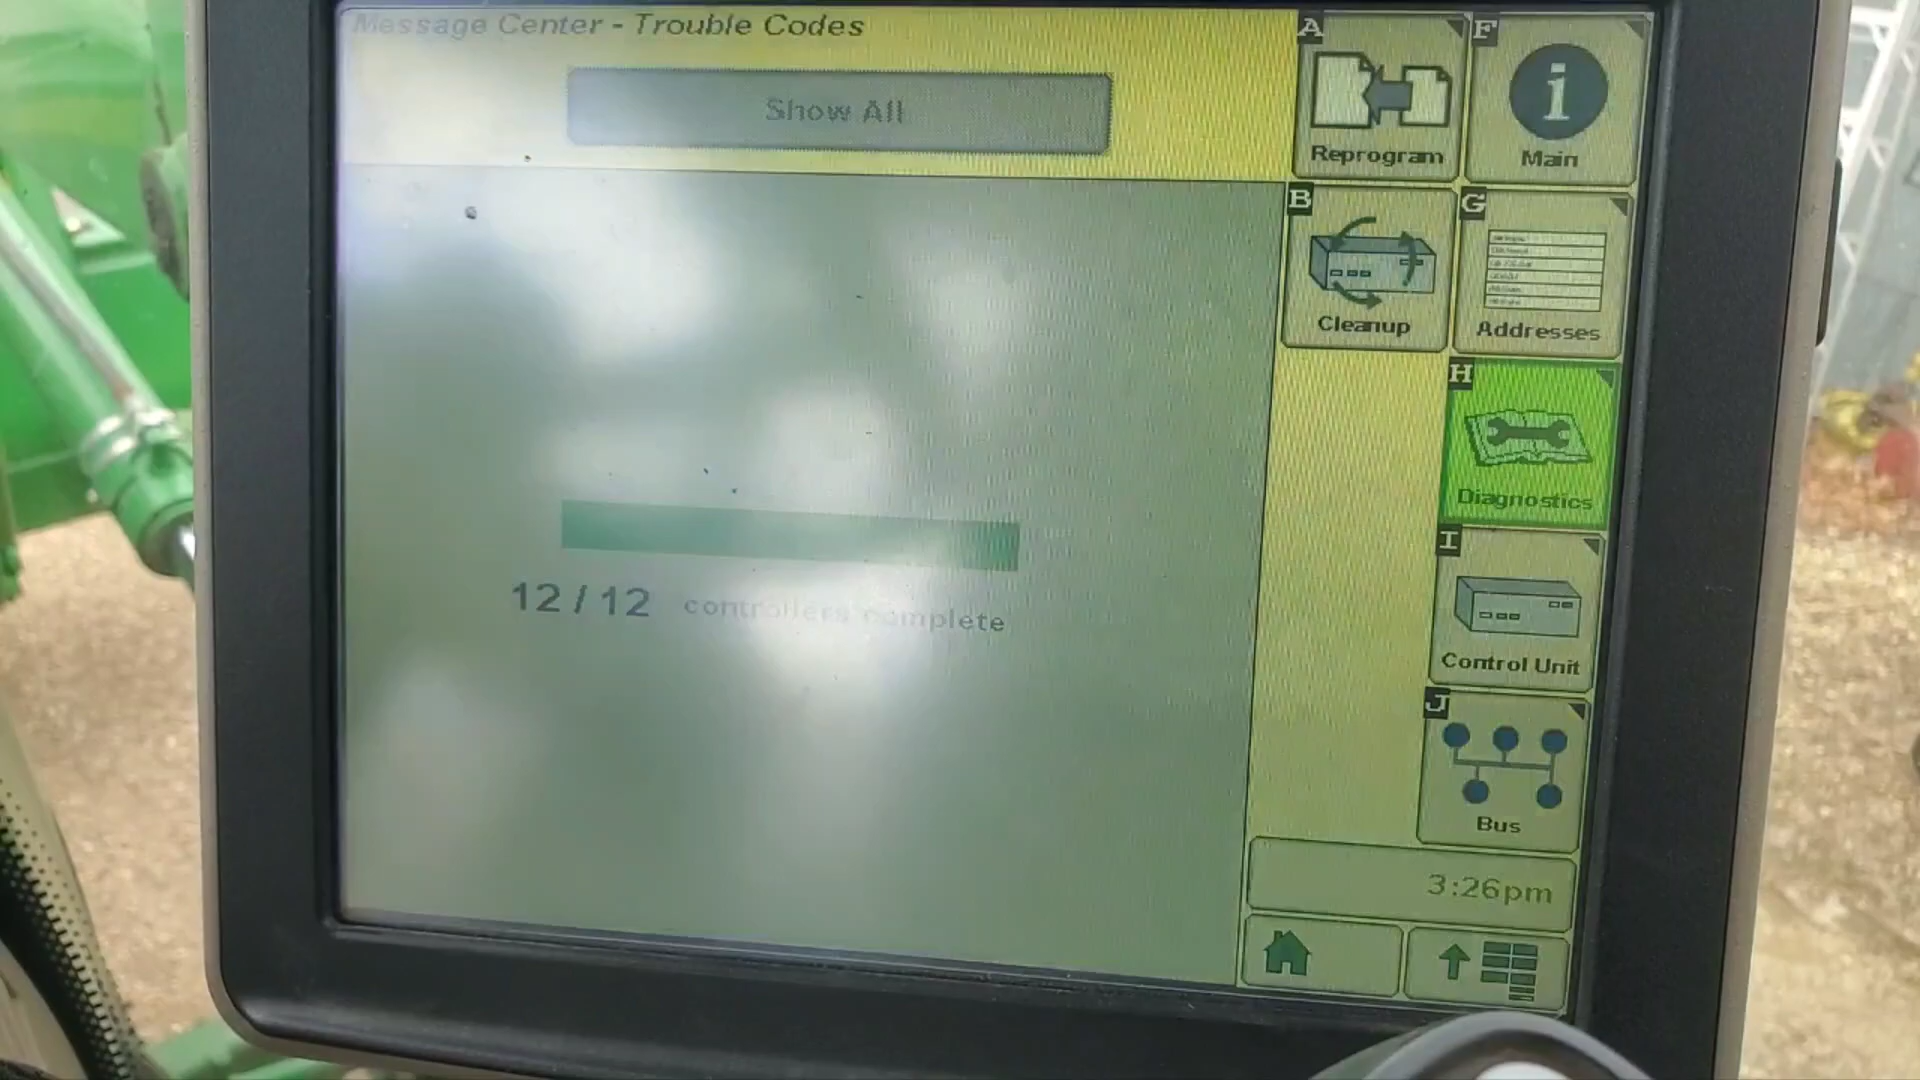 Message Center - Trouble Codes
Show All
12 / 12 controllers complete
A
Reprogram
F
Main
B
Cleanup
G
Addresses
H
Diagnostics
I
Control Unit
J
Bus
3:26pm